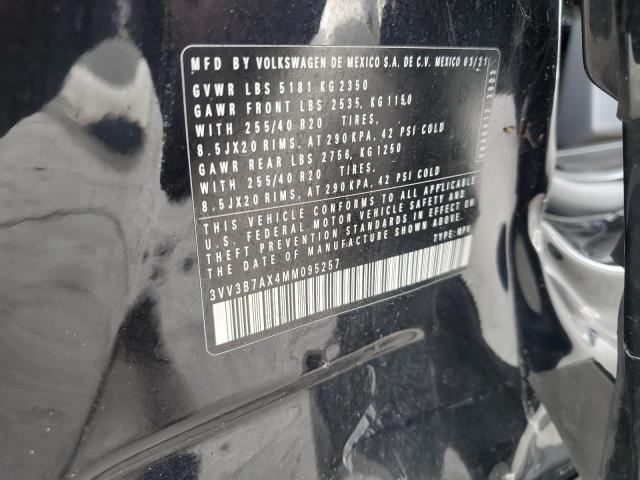 MFD BY VOLKSWAGEN DE MEXICO S.A. DE C.V. MEXICO 03/21
GVWR LBS 5181 KG 2350
GAWR FRONT LBS 2535, KG 1150
WITH 255/40 R20 TIRES.
8.5JX20 RIMS, AT 290 KPA, 42 PSI COLD
GAWR REAR LBS 2756, KG 1250
WITH 255/40 R20 TIRES.
8.5JX20 RIMS, AT 290 KPA, 42 PSI COLD
THIS VEHICLE CONFORMS TO ALL APPLICABLE
U.S. FEDERAL MOTOR VEHICLE SAFETY AND
THEFT PREVENTION STANDARDS IN EFFECT ON
THE DATE OF MANUFACTURE SHOWN ABOVE.
TYPE: MPV
3VV3B7AX4MM095257